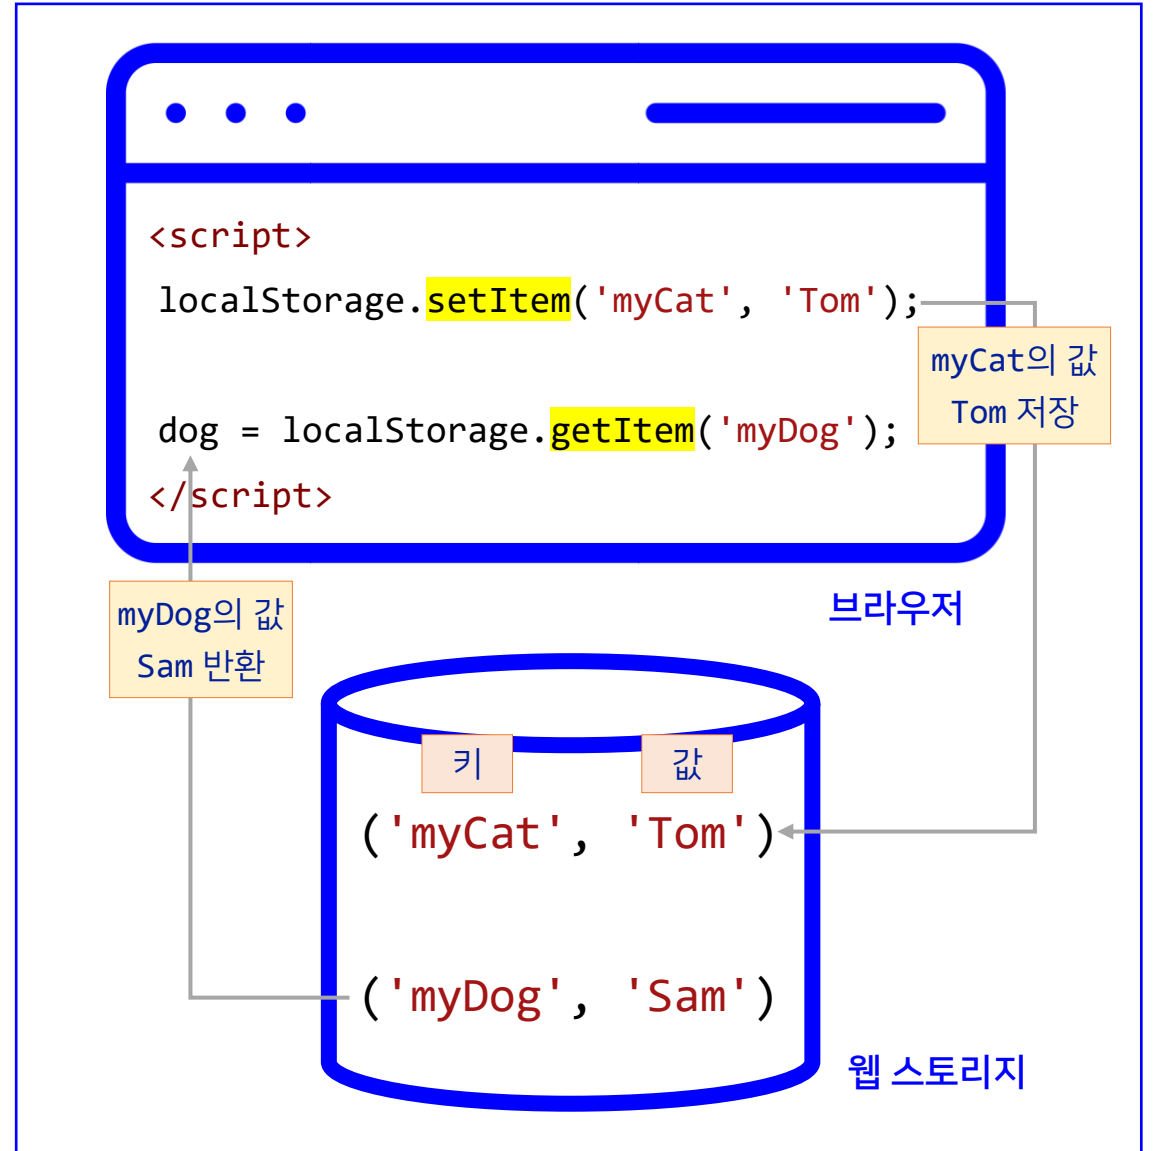 <script>
localStorage.setItem('myCat', 'Tom');
myCat의 값
Tom 저장
dog = localStorage.getItem('myDog');
</script>
myDog의 값
Sam 반환
브라우저
키 값
('myCat', 'Tom')
('myDog', 'Sam')
웹 스토리지